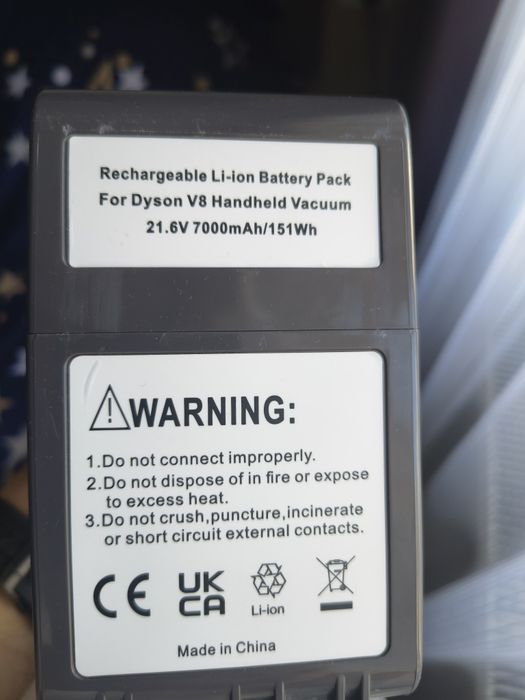 Rechargeable Li-ion Battery Pack
For Dyson V8 Handheld Vacuum
21.6V 7000mAh/151Wh
WARNING:
1.Do not connect improperly.
2.Do not dispose of in fire or expose
to excess heat.
3.Do not crush,puncture,incinerate
or short circuit external contacts.
CE UK
CA
Li-ion
Made in China